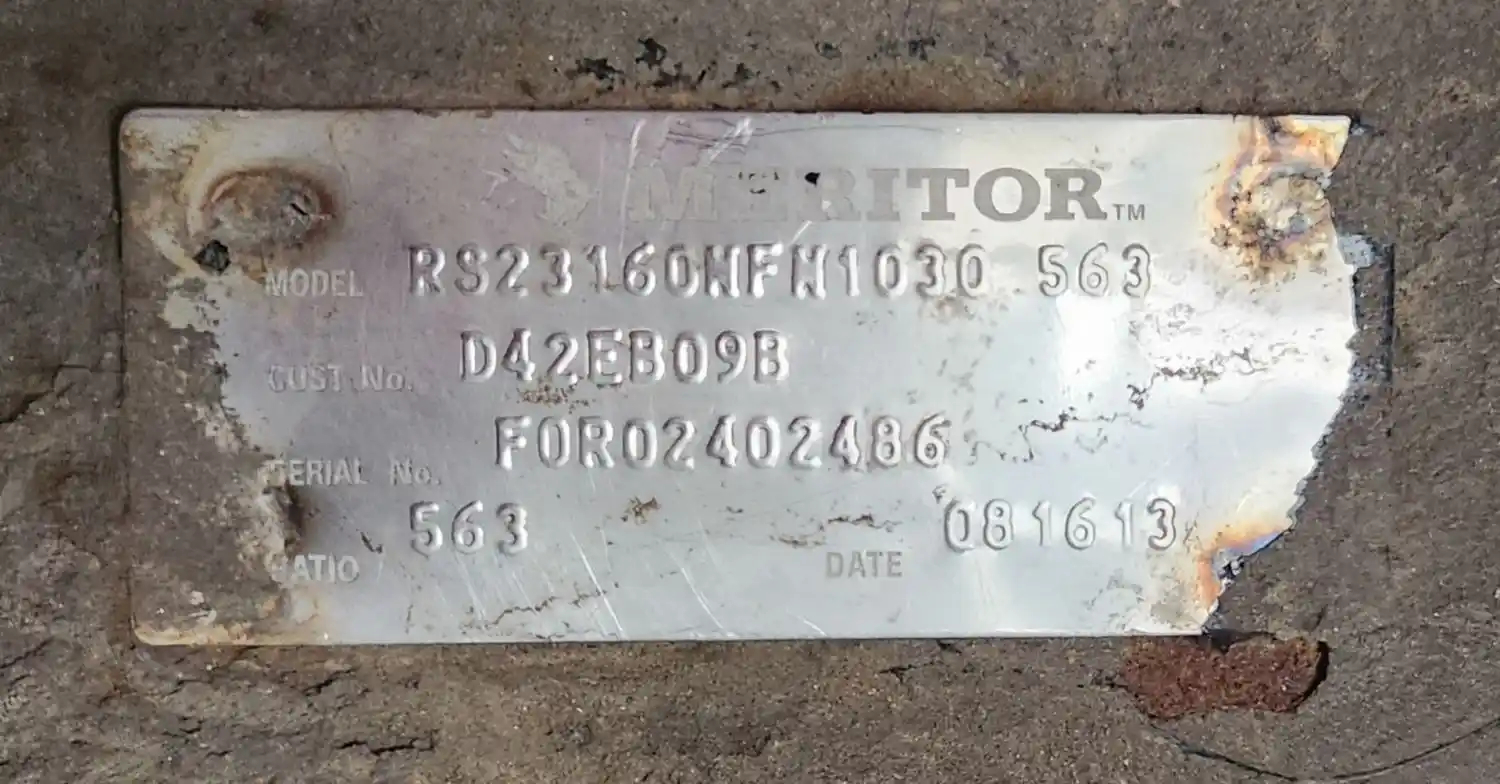 MERITOR™
MODEL RS23160NFN1030 563
CUST. No. D42EB09B
SERIAL No. FOR02402486
RATIO 563 DATE 081613